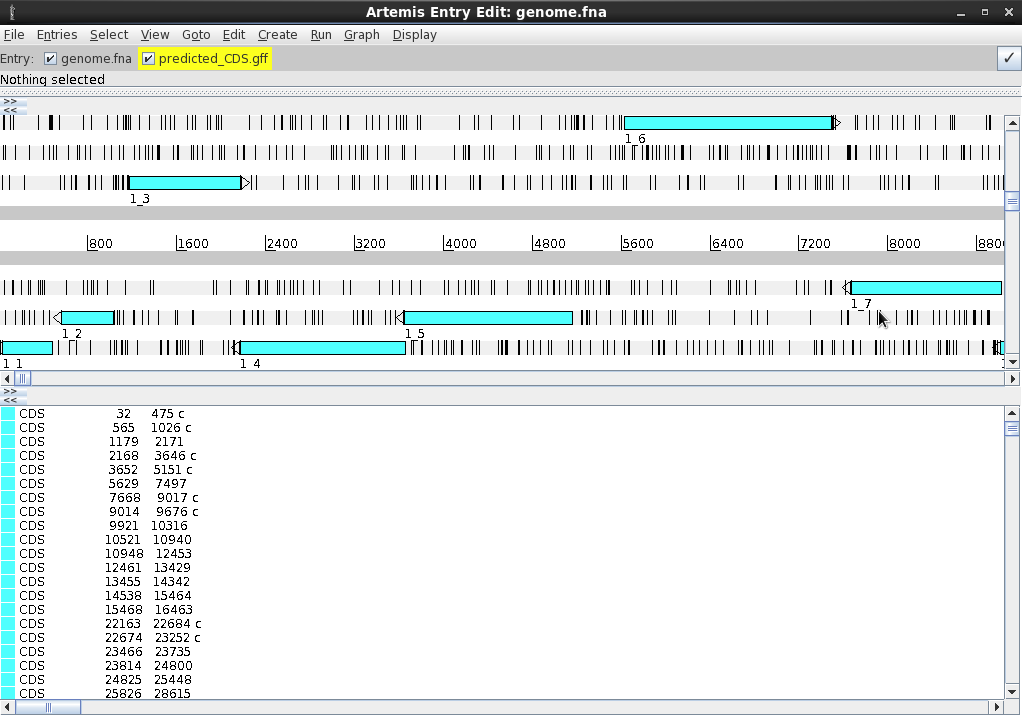 Artemis Entry Edit: genome.fna
File Entries Select View Goto Edit Create Run Graph Display
Entry: genome.fna predicted_CDS.gff
Nothing selected
>>
<<
1_6
1_3
800 1600 2400 3200 4000 4800 5600 6400 7200 8000 8800
1_7
1_2 1_5
1_1 1_4
>>
<<
CDS 32 475 c
CDS 565 1026 c
CDS 1179 2171
CDS 2168 3646 c
CDS 3652 5151 c
CDS 5629 7497
CDS 7668 9017 c
CDS 9014 9676 c
CDS 9921 10316
CDS 10521 10940
CDS 10948 12453
CDS 12461 13429
CDS 13455 14342
CDS 14538 15464
CDS 15468 16463
CDS 22163 22684 c
CDS 22674 23252 c
CDS 23466 23735
CDS 23814 24800
CDS 24825 25448
CDS 25826 28615